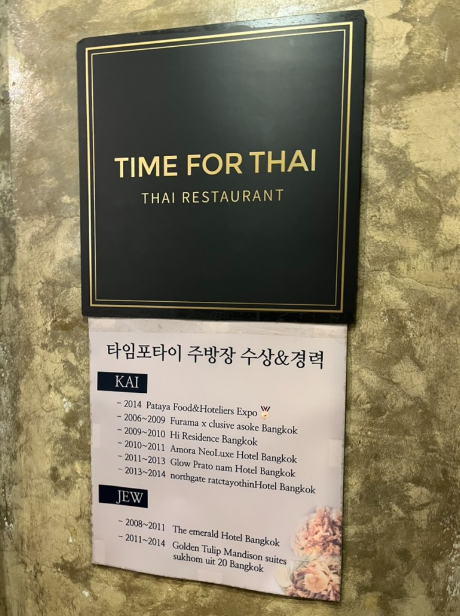 TIME FOR THAI
THAI RESTAURANT
타임포타이 주방장 수상&경력
KAI
- 2014 Pataya Food&Hoteliers Expo
- 2006~2009 Furama x clusive asoke Bangkok
- 2009~2010 Hi Residence Bangkok
- 2010~2011 Amora NeoLuxe Hotel Bangkok
- 2011~2013 Glow Prato nam Hotel Bangkok
- 2013~2014 northgate ratctayothinHotel Bangkok
JEW
- 2008~2011 The emerald Hotel Bangkok
- 2011~2014 Golden Tulip Mandison suites
sukhom uit 20 Bangkok